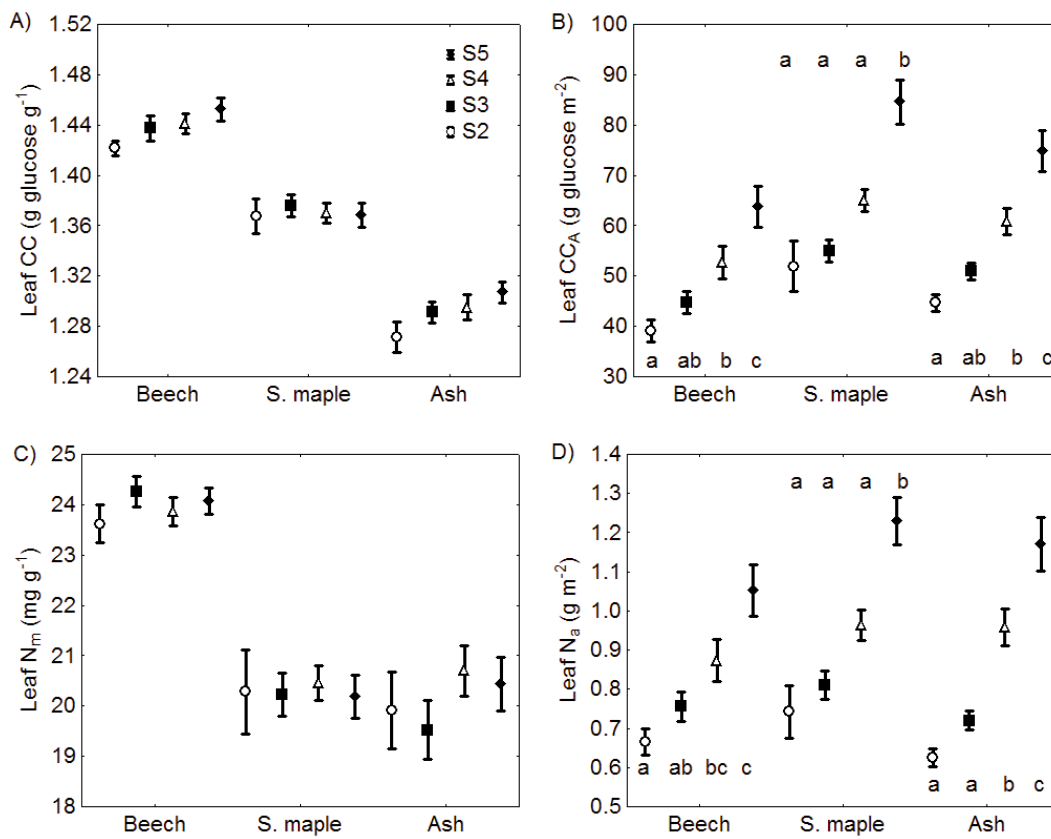 A)
Leaf CC (g glucose g⁻¹)
1.52
1.48
1.44
1.40
1.36
1.32
1.28
1.24
S5
S4
S3
S2
Beech S. maple Ash
B)
Leaf CC_A (g glucose m⁻²)
100
90
80
70
60
50
40
30
a a a b
a ab b c
a ab b c
Beech S. maple Ash
C)
Leaf N_m (mg g⁻¹)
25
24
23
22
21
20
19
18
Beech S. maple Ash
D)
Leaf N_a (g m⁻²)
1.4
1.3
1.2
1.1
1.0
0.9
0.8
0.7
0.6
0.5
a a a b
a ab bc c
a a b c
Beech S. maple Ash